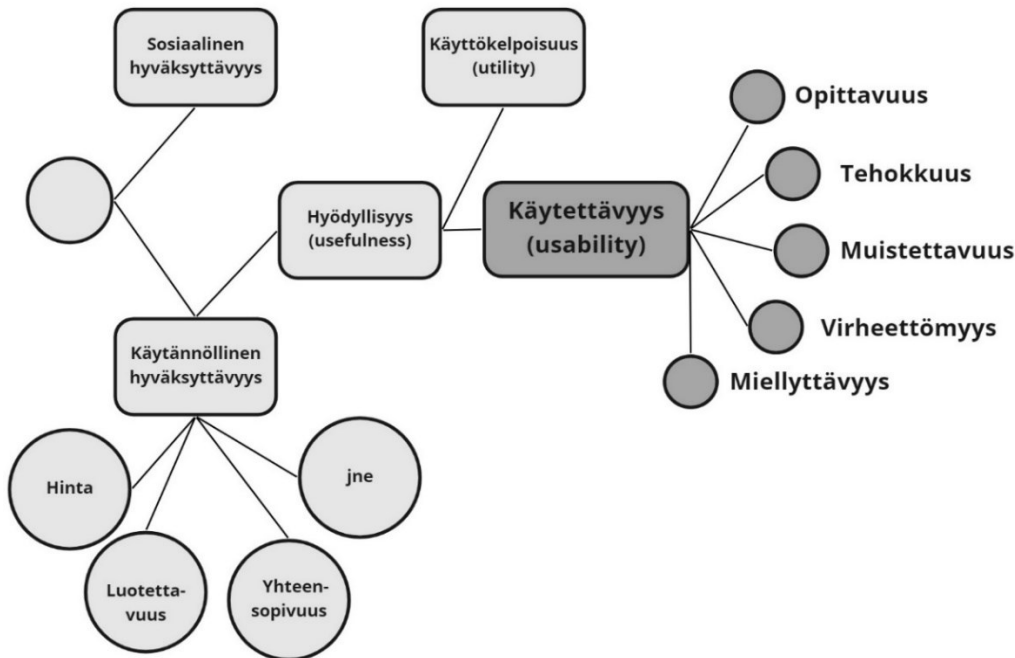 Sosiaalinen
hyväksyttävyys
Käyttökelpoisuus
(utility)
Opittavuus
Tehokkuus
Hyödyllisyys
(usefulness)
Käytettävyys
(usability)
Muistettavuus
Virheettömyys
Miellyttävyys
Käytännöllinen
hyväksyttävyys
Hinta
jne
Luotetta-
vuus
Yhteen-
sopivuus